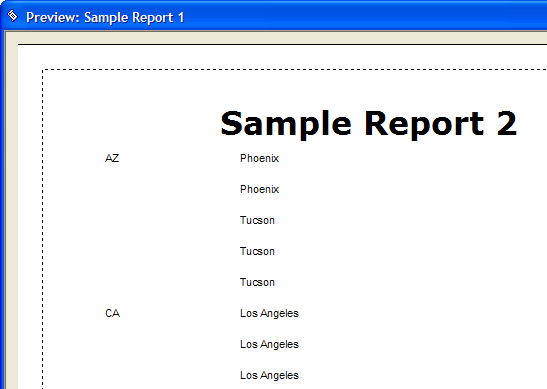 Preview: Sample Report 1
Sample Report 2
AZ Phoenix
Phoenix
Tucson
Tucson
Tucson
CA Los Angeles
Los Angeles
Los Angeles